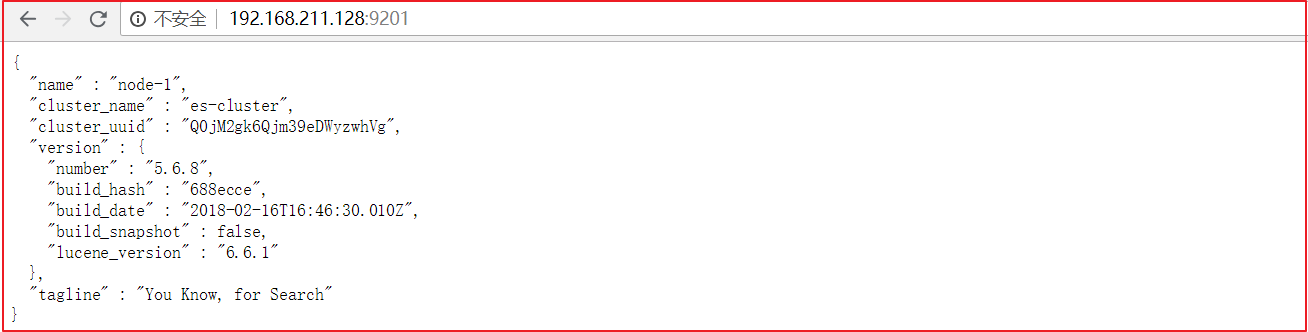 不安全 192.168.211.128:9201
{
"name" : "node-1",
"cluster_name" : "es-cluster",
"cluster_uuid" : "Q0jM2gk6Qjm39eDWyzwhVg",
"version" : {
"number" : "5.6.8",
"build_hash" : "688ecce",
"build_date" : "2018-02-16T16:46:30.010Z",
"build_snapshot" : false,
"lucene_version" : "6.6.1"
},
"tagline" : "You Know, for Search"
}